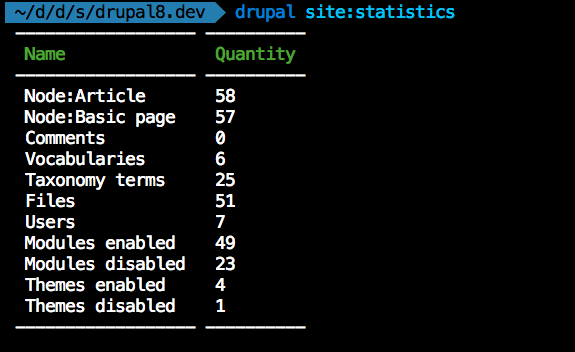 ~/d/d/s/drupal8.dev drupal site:statistics
Name Quantity
Node:Article 58
Node:Basic page 57
Comments 0
Vocabularies 6
Taxonomy terms 25
Files 51
Users 7
Modules enabled 49
Modules disabled 23
Themes enabled 4
Themes disabled 1